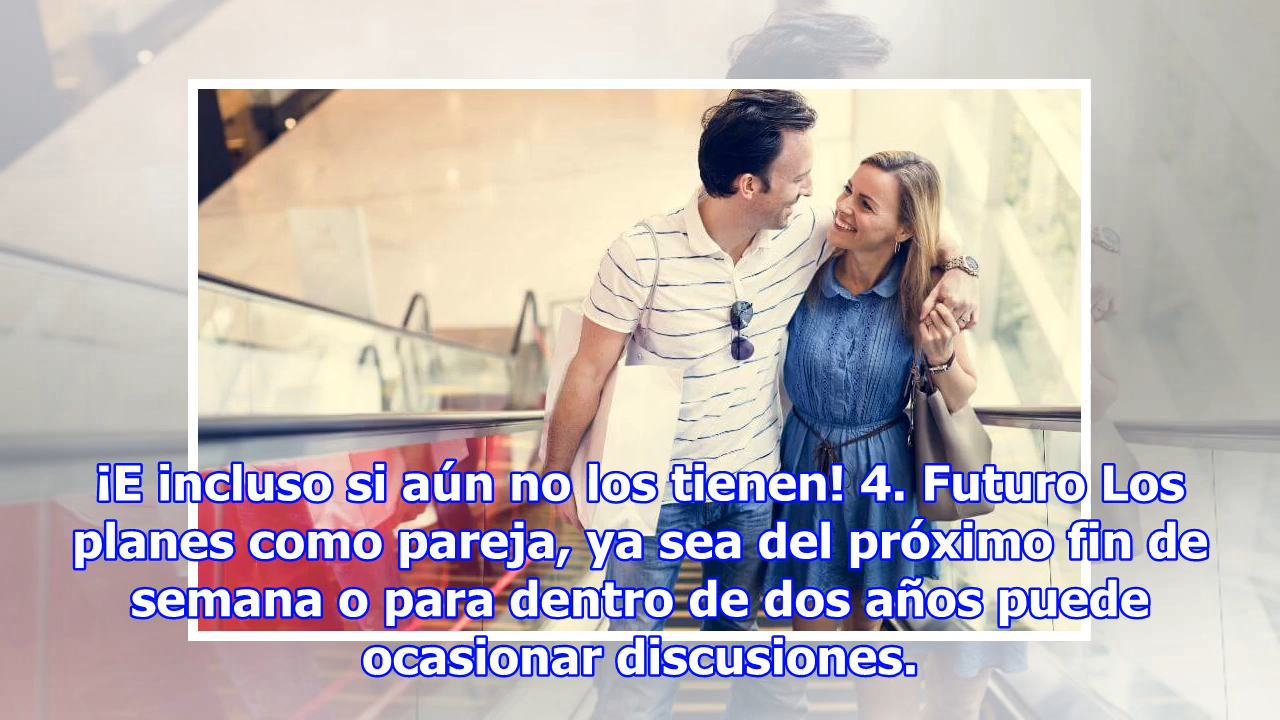 ¡E incluso si aún no los tienen! 4. Futuro Los
planes como pareja, ya sea del próximo fin de
semana o para dentro de dos años puede
ocasionar discusiones.